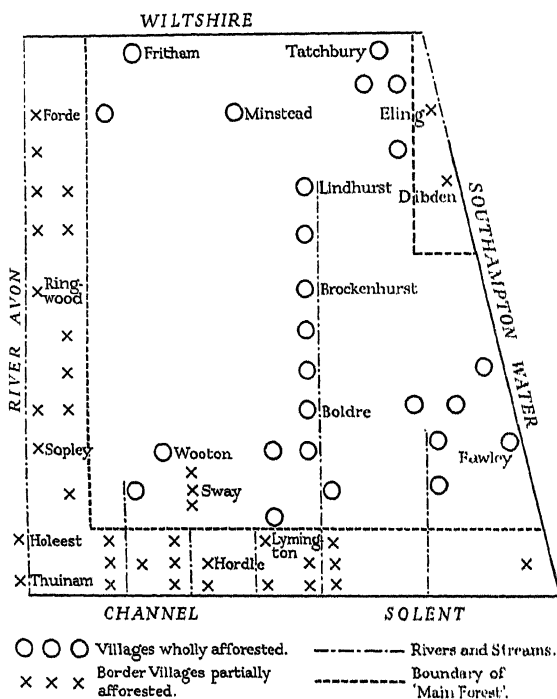 WILTSHIRE
Fritham
Tatchbury
Forde
Minstead
Eling
Lindhurst
Dibden
SOUTHAMPTON WATER
RIVER AVON
Ring-
wood
Brockenhurst
Boldre
Sopley
Wooton
Fawley
Sway
Holeest
Hordle
Lyming
ton
Thuinam
CHANNEL
SOLENT
Villages wholly afforested.
Rivers and Streams.
Border Villages partially
afforested.
Boundary of
'Main Forest'.